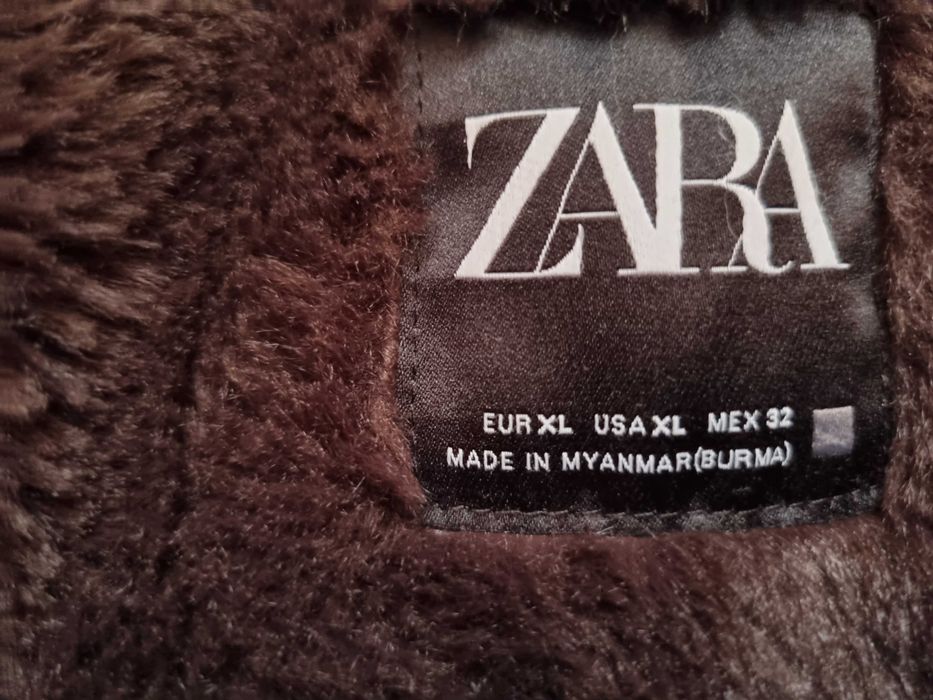 ZARA
EUR XL USA XL MEX 32
MADE IN MYANMAR(BURMA)